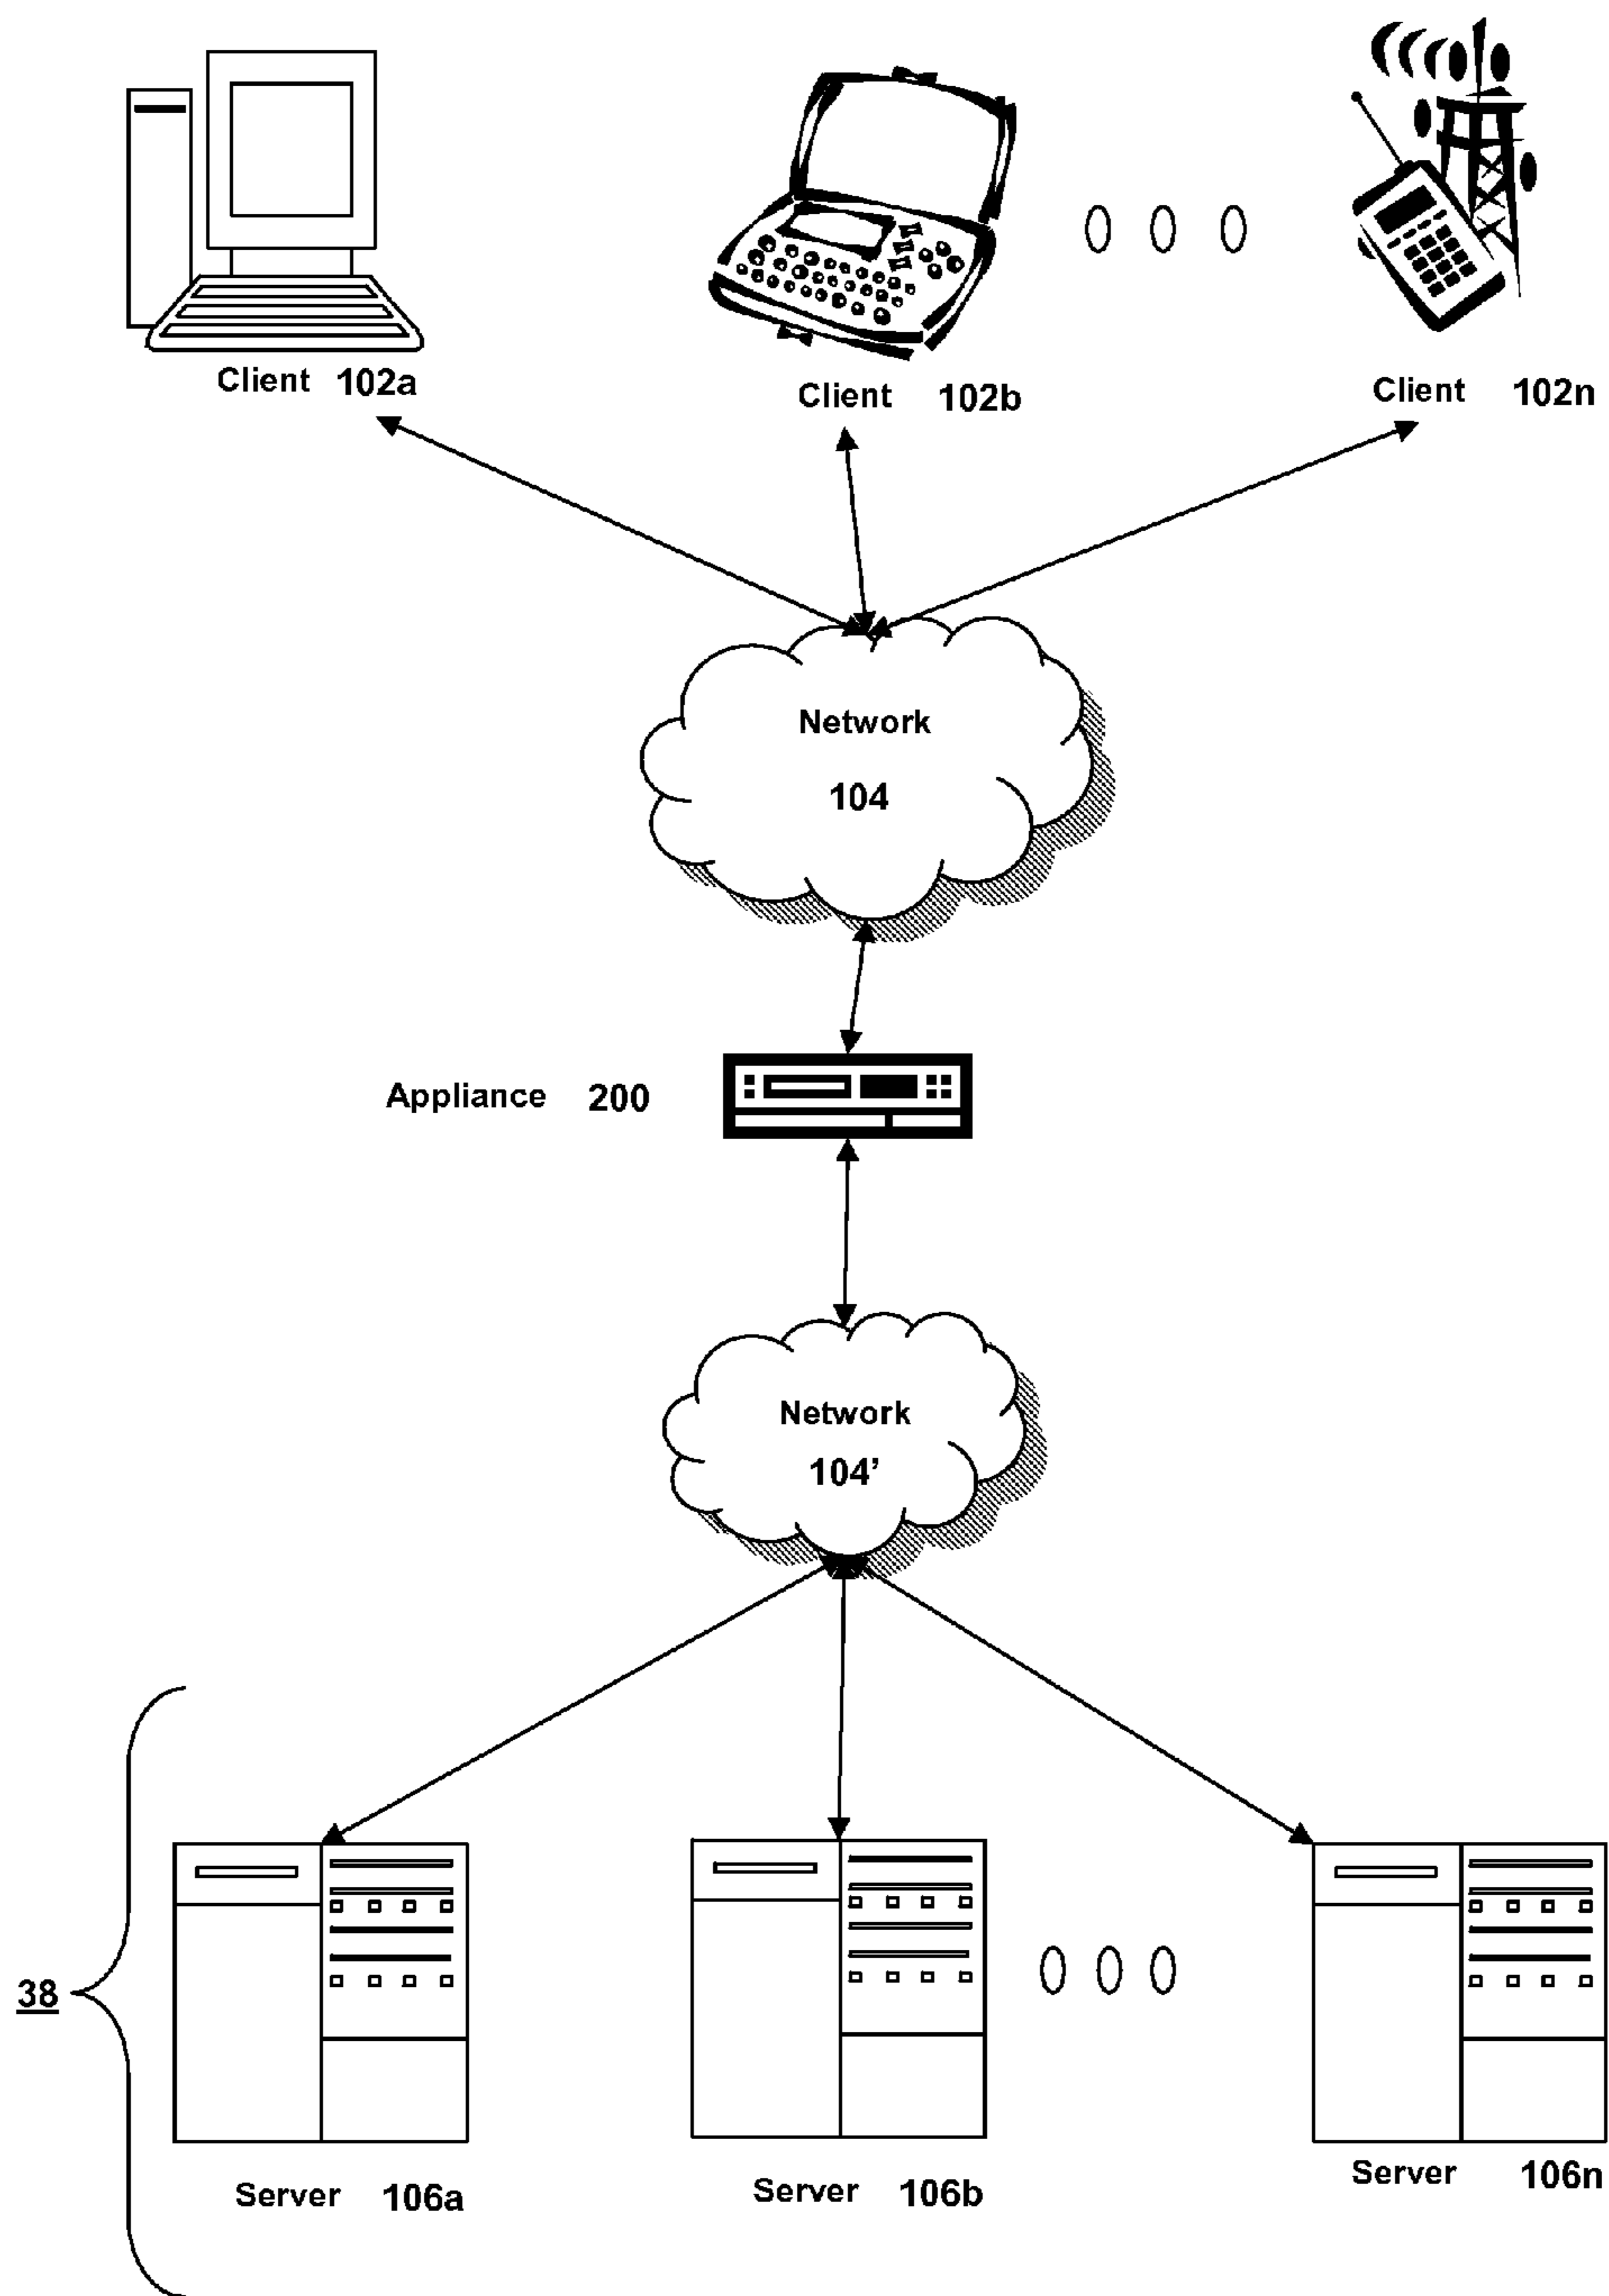 Client 102a
Client 102b
Client 102n
Network
104
Appliance 200
Network
104’
38
Server 106a
Server 106b
Server 106n